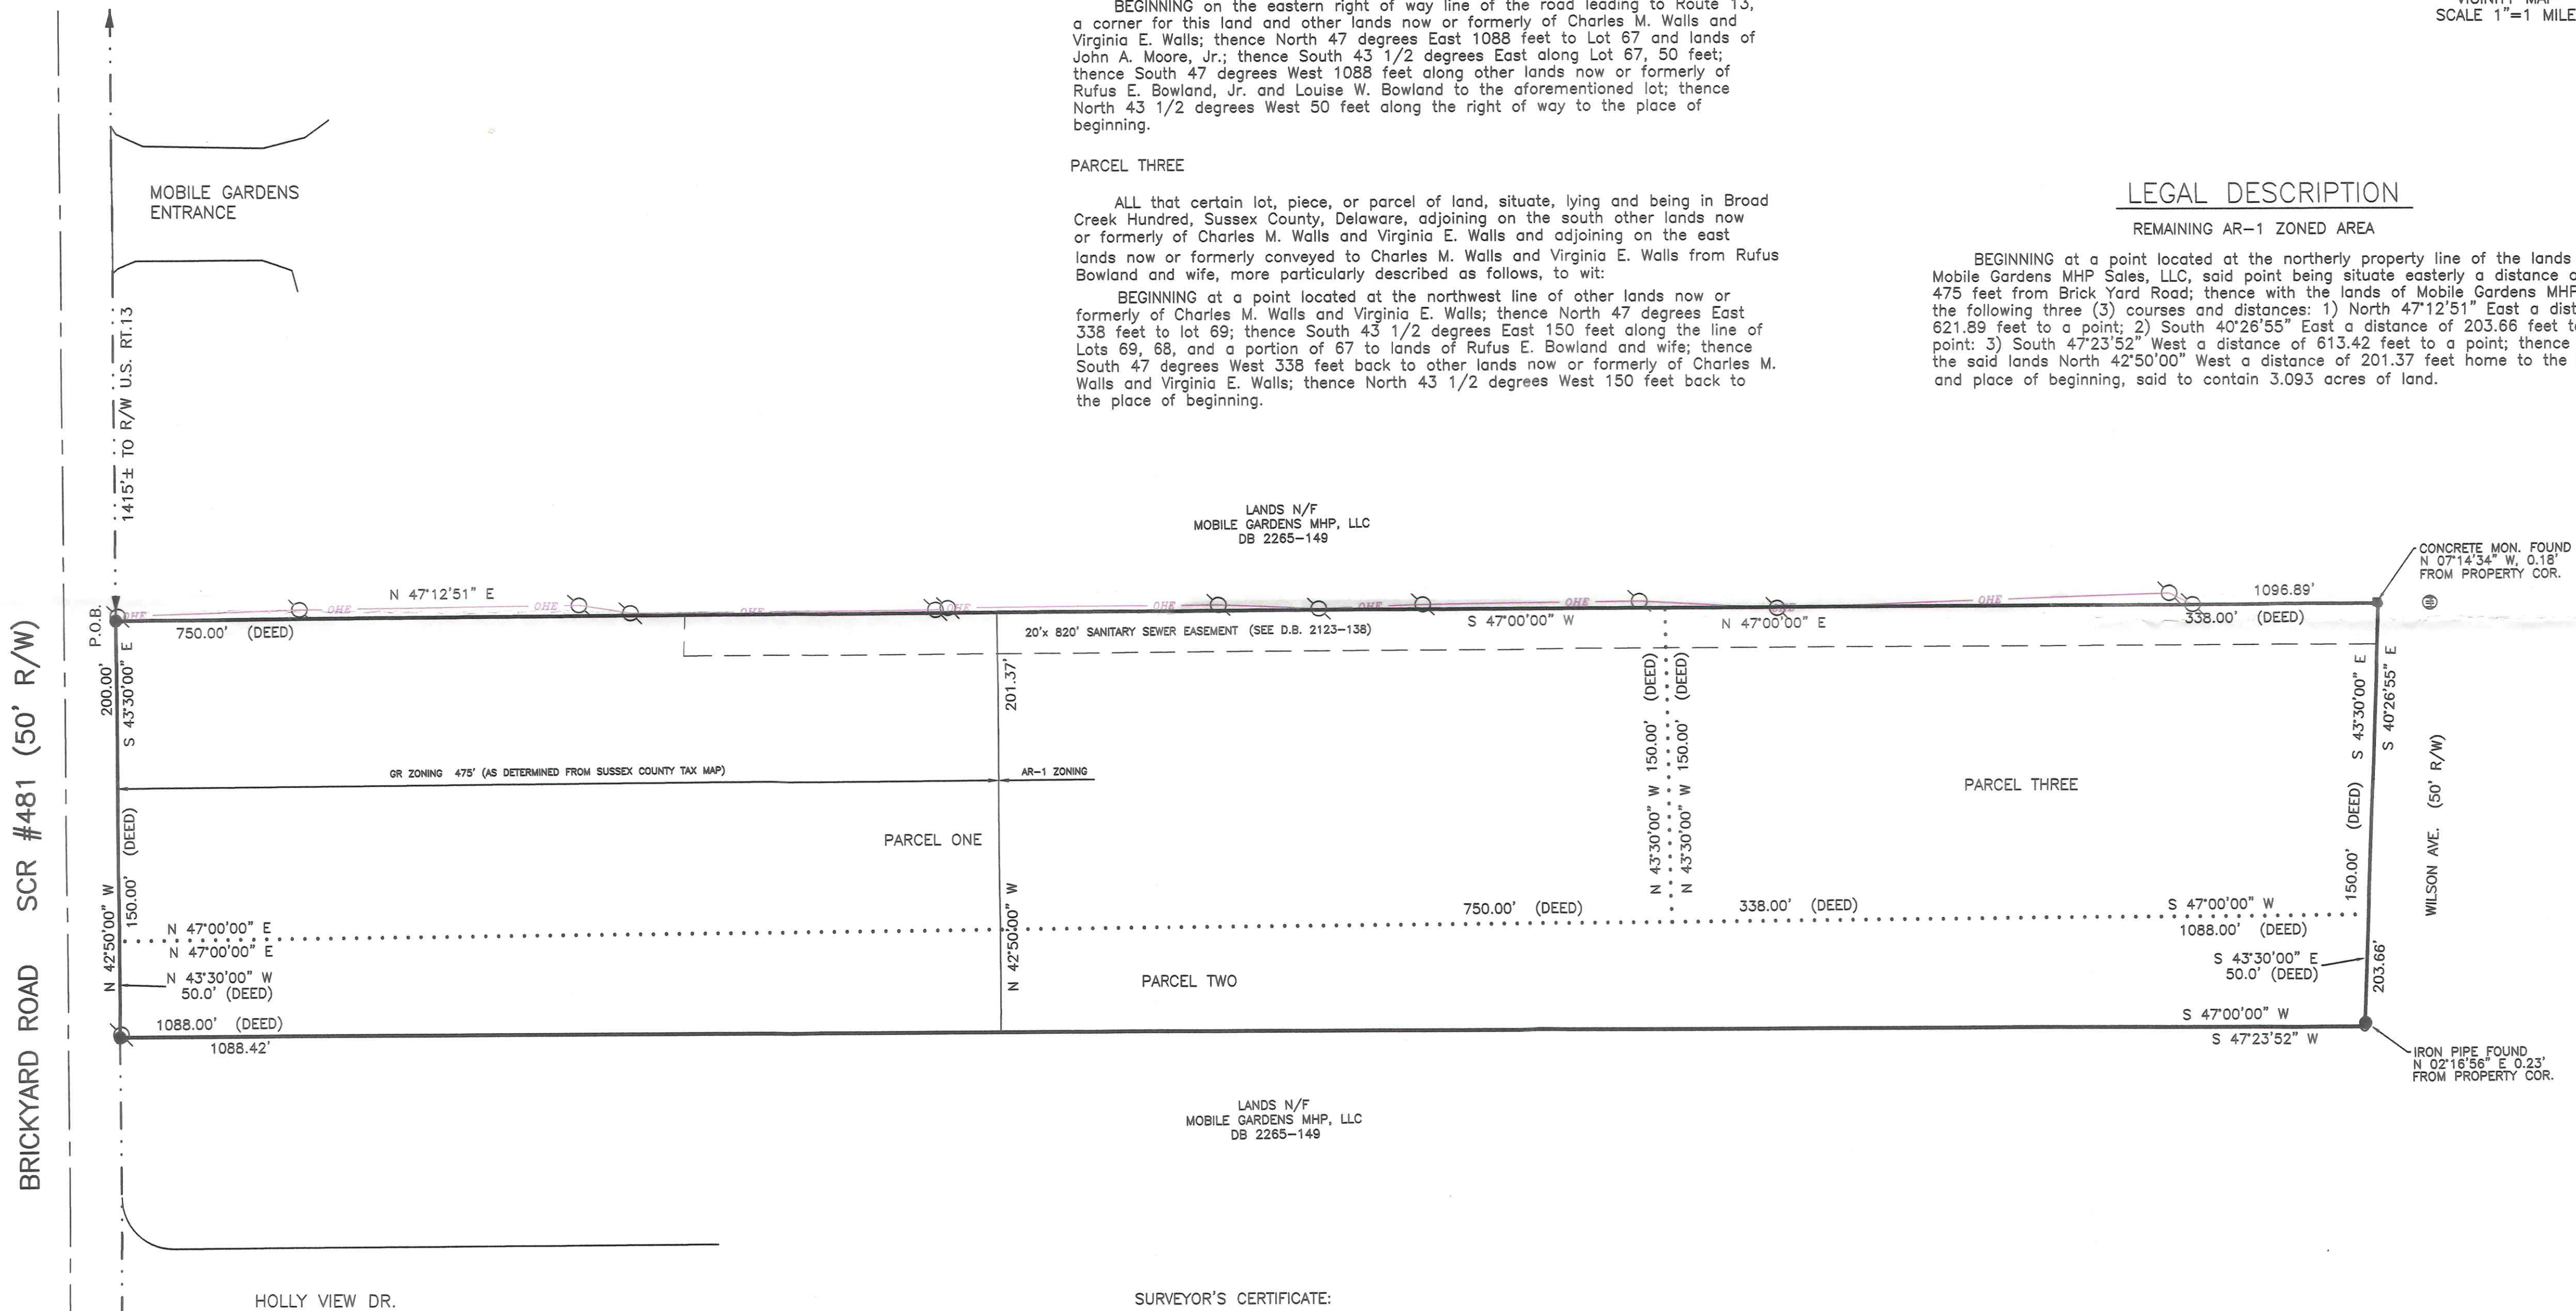 BEGINNING on the eastern right of way line of the road leading to Route 13,
a corner for this land and other lands now or formerly of Charles M. Walls and
Virginia E. Walls; thence North 47 degrees East 1088 feet to Lot 67 and lands of
John A. Moore, Jr.; thence South 43 1/2 degrees East along Lot 67, 50 feet;
thence South 47 degrees West 1088 feet along other lands now or formerly of
Rufus E. Bowland, Jr. and Louise W. Bowland to the aforementioned lot; thence
North 43 1/2 degrees West 50 feet along the right of way to the place of
beginning.
PARCEL THREE
ALL that certain lot, piece, or parcel of land, situate, lying and being in Broad
Creek Hundred, Sussex County, Delaware, adjoining on the south other lands now
or formerly of Charles M. Walls and Virginia E. Walls and adjoining on the east
lands now or formerly conveyed to Charles M. Walls and Virginia E. Walls from Rufus
Bowland and wife, more particularly described as follows, to wit:
BEGINNING at a point located at the northwest line of other lands now or
formerly of Charles M. Walls and Virginia E. Walls; thence North 47 degrees East
338 feet to lot 69; thence South 43 1/2 degrees East 150 feet along the line of
Lots 69, 68, and a portion of 67 to lands of Rufus E. Bowland and wife; thence
South 47 degrees West 338 feet back to other lands now or formerly of Charles M.
Walls and Virginia E. Walls; thence North 43 1/2 degrees West 150 feet back to
the place of beginning.
VICINITY MAP
SCALE 1"=1 MILE
LEGAL DESCRIPTION
REMAINING AR-1 ZONED AREA
BEGINNING at a point located at the northerly property line of the lands
Mobile Gardens MHP Sales, LLC, said point being situate easterly a distance
475 feet from Brick Yard Road; thence with the lands of Mobile Gardens MHP
the following three (3) courses and distances: 1) North 47°12'51" East a
621.89 feet to a point; 2) South 40°26'55" East a distance of 203.66 feet
point: 3) South 47°23'52" West a distance of 613.42 feet to a point; thence
the said lands North 42°50'00" West a distance of 201.37 feet home to the
and place of beginning, said to contain 3.093 acres of land.
MOBILE GARDENS
ENTRANCE
1415'± TO R/W U.S. RT.13
BRICKYARD ROAD SCR #481 (50' R/W)
LANDS N/F
MOBILE GARDENS MHP, LLC
DB 2265-149
CONCRETE MON. FOUND
N 07°14'34" W, 0.18'
FROM PROPERTY COR.
P.O.B.
N 47°12'51" E
1096.89'
OHE
OHE
OHE
OHE
OHE
OHE
OHE
OHE
OHE
OHE
750.00' (DEED)
20'x 820' SANITARY SEWER EASEMENT (SEE D.B. 2123-138)
S 47°00'00" W
N 47°00'00" E
338.00' (DEED)
200.00'
S 43°30'00" E
150.00' (DEED)
N 42°50'00" W
201.37'
N 42°50'00" W
GR ZONING 475' (AS DETERMINED FROM SUSSEX COUNTY TAX MAP)
AR-1 ZONING
N 43°30'00" W 150.00' (DEED)
N 43°30'00" W 150.00' (DEED)
PARCEL ONE
PARCEL THREE
150.00' (DEED) S 43°30'00" E
S 40°26'55" E
203.66'
WILSON AVE. (50' R/W)
750.00' (DEED)
338.00' (DEED)
S 47°00'00" W
1088.00' (DEED)
N 47°00'00" E
N 47°00'00" E
N 43°30'00" W
50.0' (DEED)
PARCEL TWO
S 43°30'00" E
50.0' (DEED)
1088.00' (DEED)
1088.42'
S 47°00'00" W
S 47°23'52" W
IRON PIPE FOUND
N 02°16'56" E 0.23'
FROM PROPERTY COR.
LANDS N/F
MOBILE GARDENS MHP, LLC
DB 2265-149
HOLLY VIEW DR.
SURVEYOR'S CERTIFICATE: